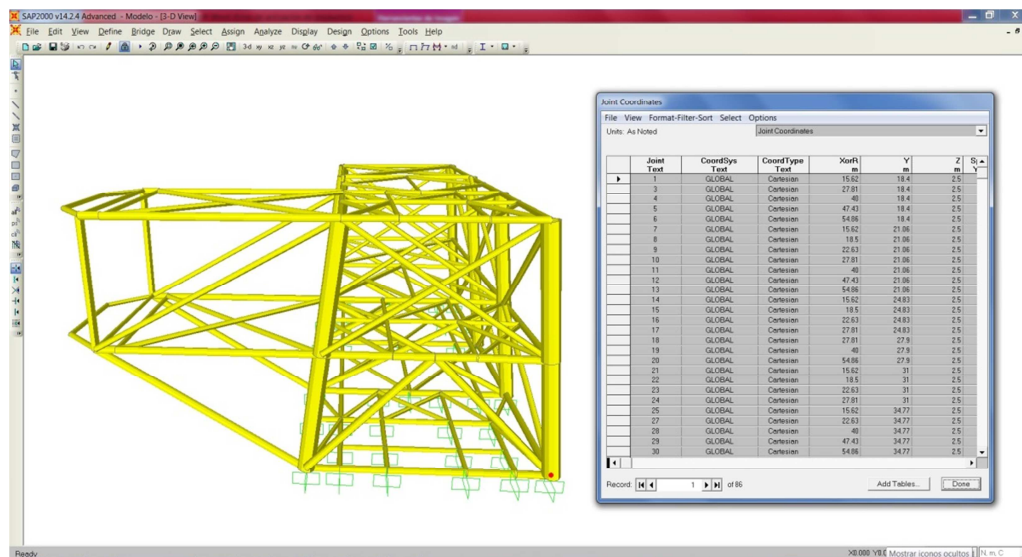 SAP2000 v14.2.4 Advanced - Modelo - [3-D View]
Herramientas de imagen
File Edit View Define Bridge Draw Select Assign Analyze Display Design Options Tools Help
3-d xy xz yz nv
Joint Coordinates
File View Format-Filter-Sort Select Options
Units: As Noted
Joint Coordinates
Joint CoordSys CoordType XorR Y Z
Text Text Text m m m
1 GLOBAL Cartesian 15.62 18.4 2.5
3 GLOBAL Cartesian 27.81 18.4 2.5
4 GLOBAL Cartesian 40 18.4 2.5
5 GLOBAL Cartesian 47.43 18.4 2.5
6 GLOBAL Cartesian 54.86 18.4 2.5
7 GLOBAL Cartesian 15.62 21.06 2.5
8 GLOBAL Cartesian 18.5 21.06 2.5
9 GLOBAL Cartesian 22.63 21.06 2.5
10 GLOBAL Cartesian 27.81 21.06 2.5
11 GLOBAL Cartesian 40 21.06 2.5
12 GLOBAL Cartesian 47.43 21.06 2.5
13 GLOBAL Cartesian 54.86 21.06 2.5
14 GLOBAL Cartesian 15.62 24.83 2.5
15 GLOBAL Cartesian 18.5 24.83 2.5
16 GLOBAL Cartesian 22.63 24.83 2.5
17 GLOBAL Cartesian 27.81 24.83 2.5
18 GLOBAL Cartesian 27.81 27.9 2.5
19 GLOBAL Cartesian 40 27.9 2.5
20 GLOBAL Cartesian 54.86 27.9 2.5
21 GLOBAL Cartesian 15.62 31 2.5
22 GLOBAL Cartesian 18.5 31 2.5
23 GLOBAL Cartesian 22.63 31 2.5
24 GLOBAL Cartesian 27.81 31 2.5
25 GLOBAL Cartesian 15.62 34.77 2.5
27 GLOBAL Cartesian 22.63 34.77 2.5
28 GLOBAL Cartesian 40 34.77 2.5
29 GLOBAL Cartesian 47.43 34.77 2.5
30 GLOBAL Cartesian 54.86 34.77 2.5
Record: 1 of 86
Add Tables...
Done
Ready
X0.000 Y0.0
Mostrar iconos ocultos
N, m, C